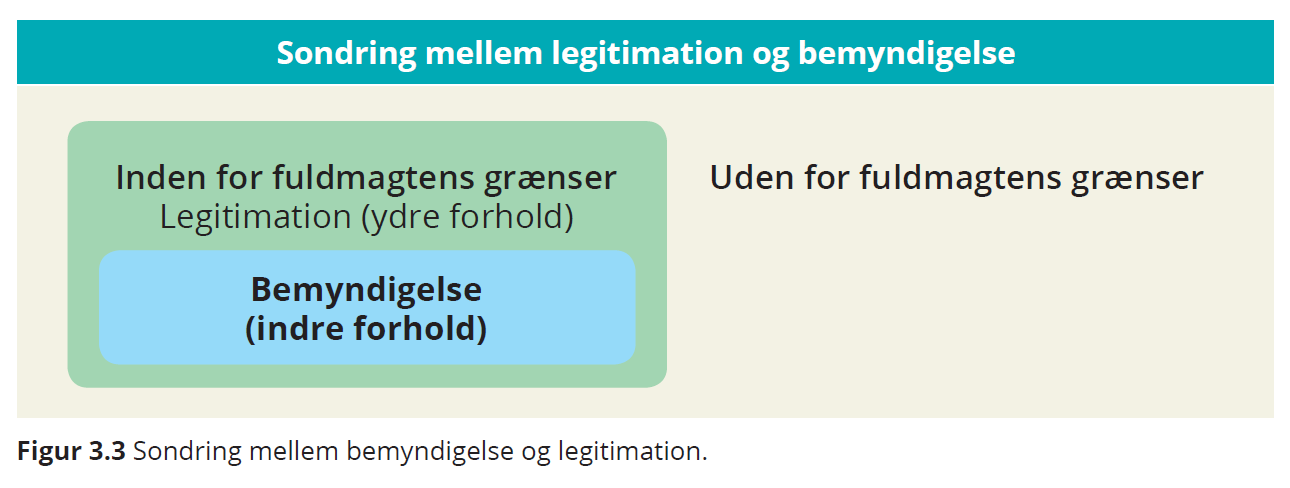 Sondring mellem legitimation og bemyndigelse
Inden for fuldmagtens grænser
Legitimation (ydre forhold)
Bemyndigelse
(indre forhold)
Uden for fuldmagtens grænser
Figur 3.3 Sondring mellem bemyndigelse og legitimation.